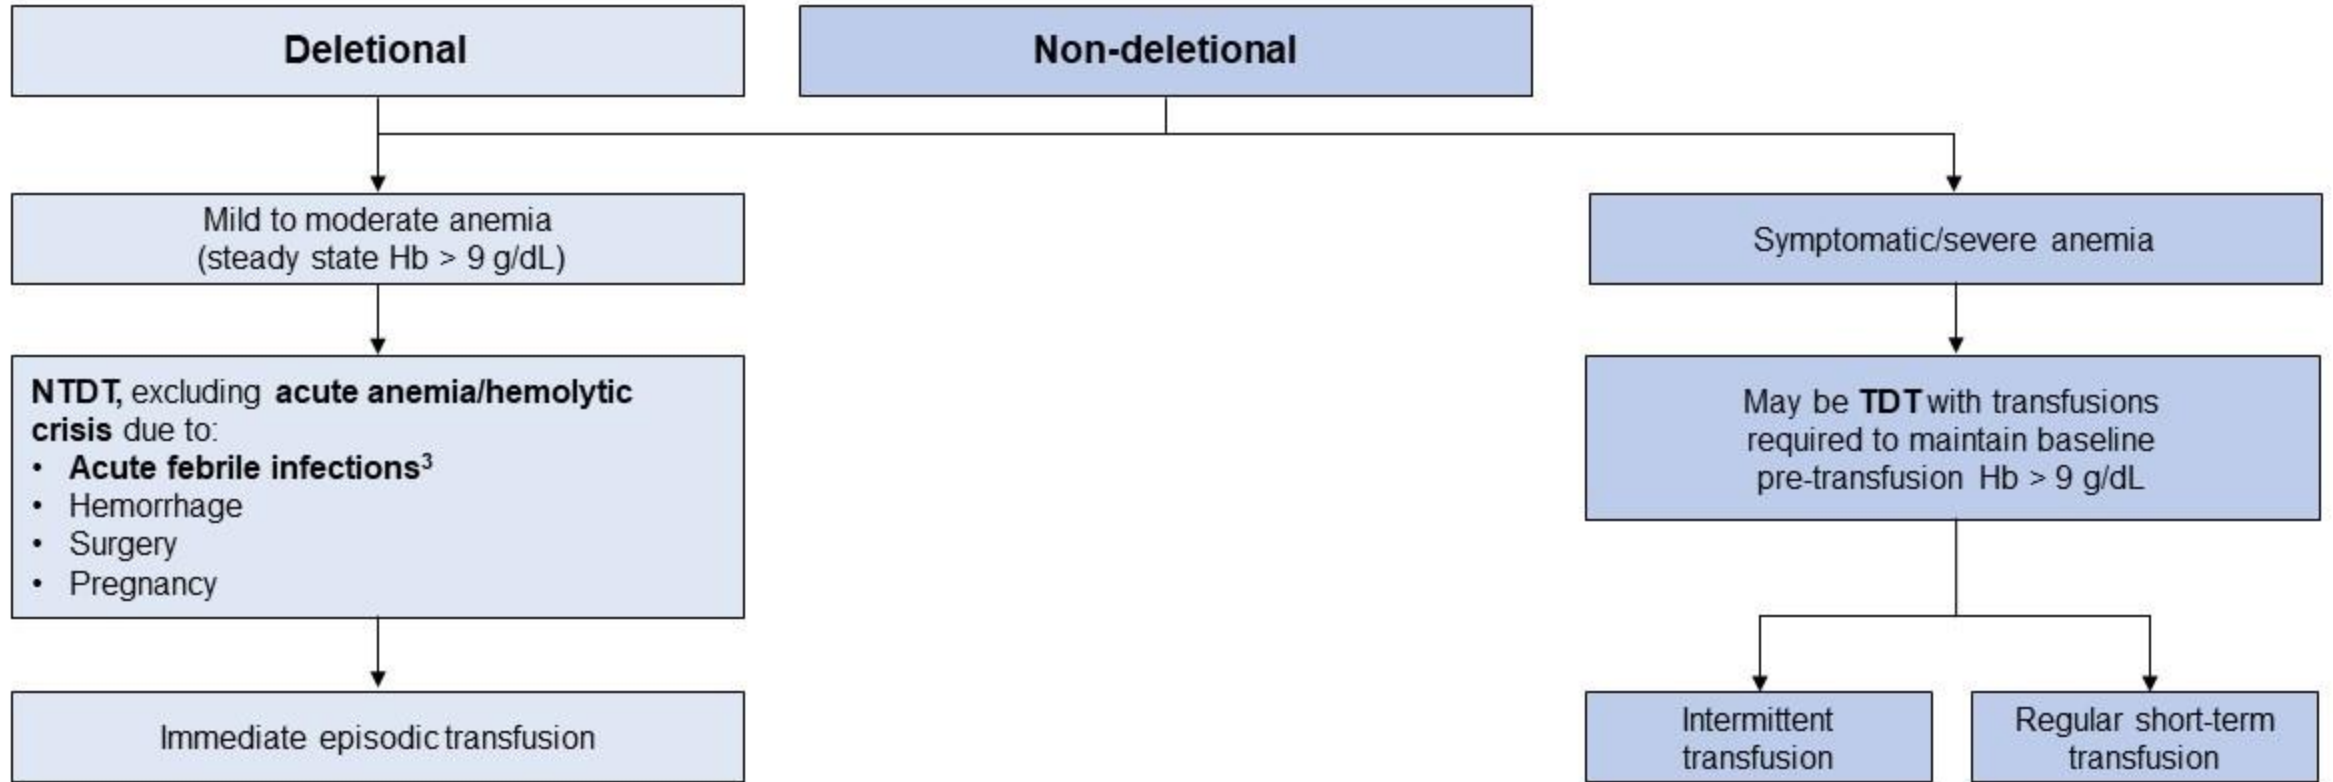 Deletional
Non-deletional
Mild to moderate anemia
(steady state Hb > 9 g/dL)
Symptomatic/severe anemia
NTDT, excluding acute anemia/hemolytic
crisis due to:
• Acute febrile infections³
• Hemorrhage
• Surgery
• Pregnancy
May be TDT with transfusions
required to maintain baseline
pre-transfusion Hb > 9 g/dL
Immediate episodic transfusion
Intermittent
transfusion
Regular short-term
transfusion